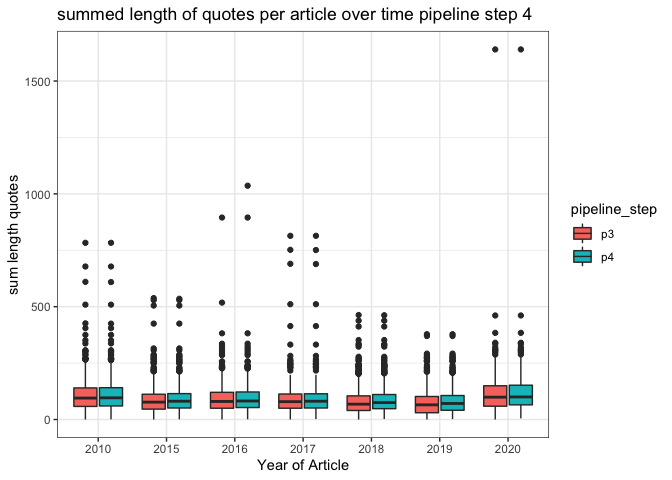 summed length of quotes per article over time pipeline step 4
1500
1000
500
0
sum length quotes
2010 2015 2016 2017 2018 2019 2020
Year of Article
pipeline_step
p3
p4